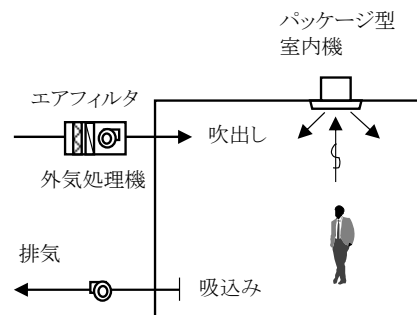 パッケージ型
室内機
エアフィルタ
吹出し
外気処理機
排気
吸込み